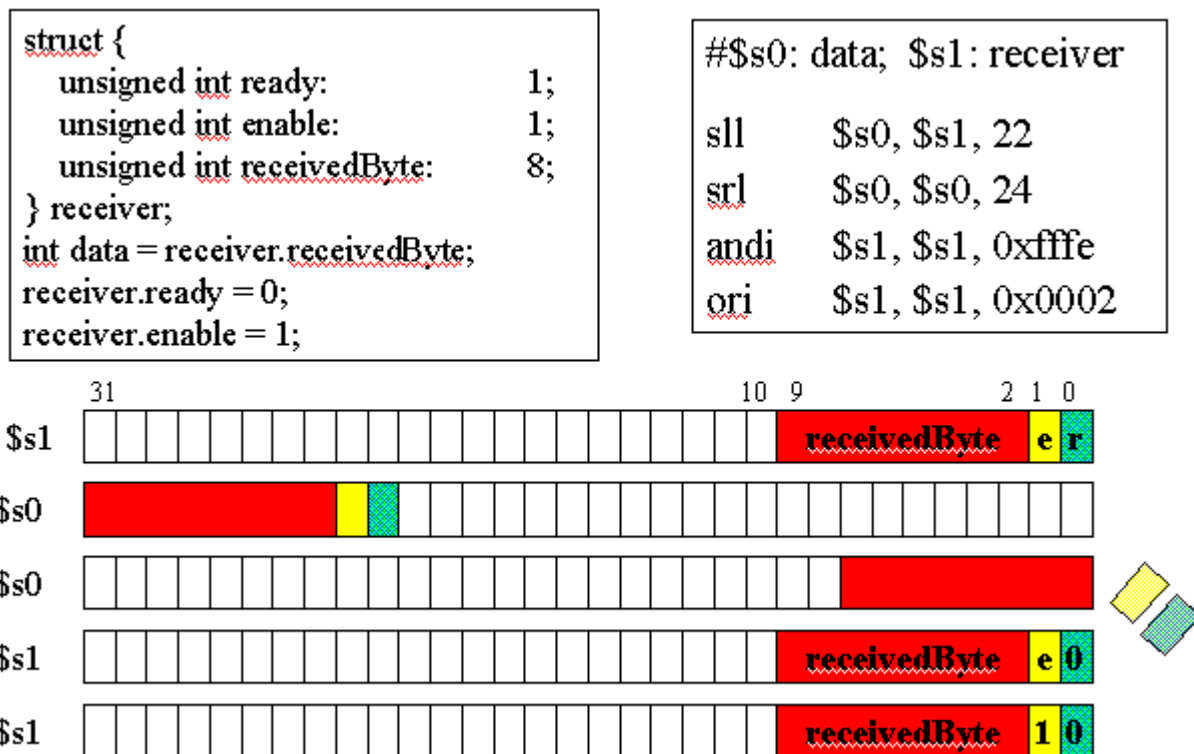 struct {
unsigned int ready: 1;
unsigned int enable: 1;
unsigned int receivedByte: 8;
} receiver;
int data = receiver.receivedByte;
receiver.ready = 0;
receiver.enable = 1;
#$s0: data; $s1: receiver
sll $s0, $s1, 22
srl $s0, $s0, 24
andi $s1, $s1, 0xfffe
ori $s1, $s1, 0x0002
31 10 9 2 1 0
$s1 receivedByte e r
$s0
$s0
$s1 receivedByte e 0
$s1 receivedByte 1 0